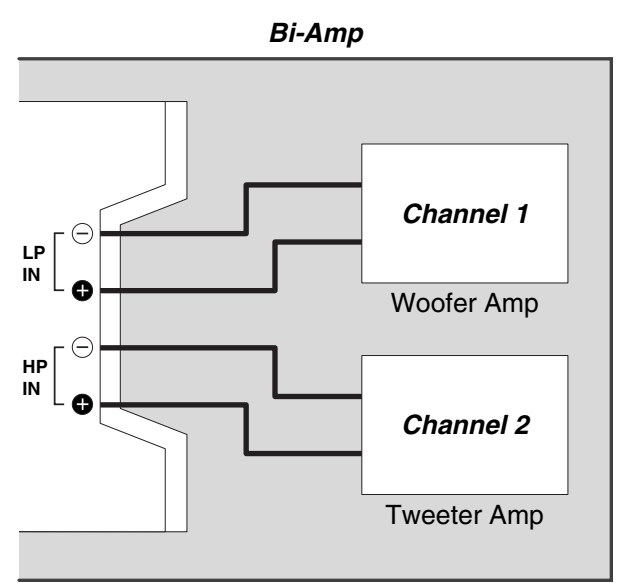 Bi-Amp
Channel 1
LP
IN
−
+
Woofer Amp
HP
IN
−
+
Channel 2
Tweeter Amp